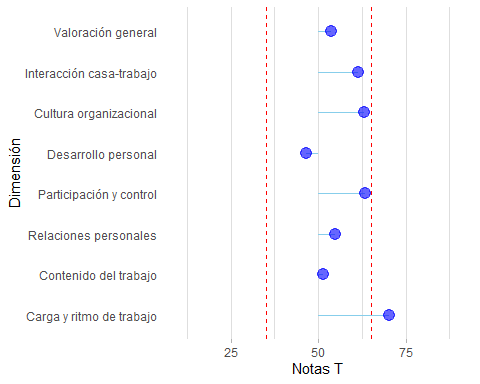 Valoración general
Interacción casa-trabajo
Cultura organizacional
Desarrollo personal
Participación y control
Relaciones personales
Contenido del trabajo
Carga y ritmo de trabajo
Dimensión
25 50 75
Notas T